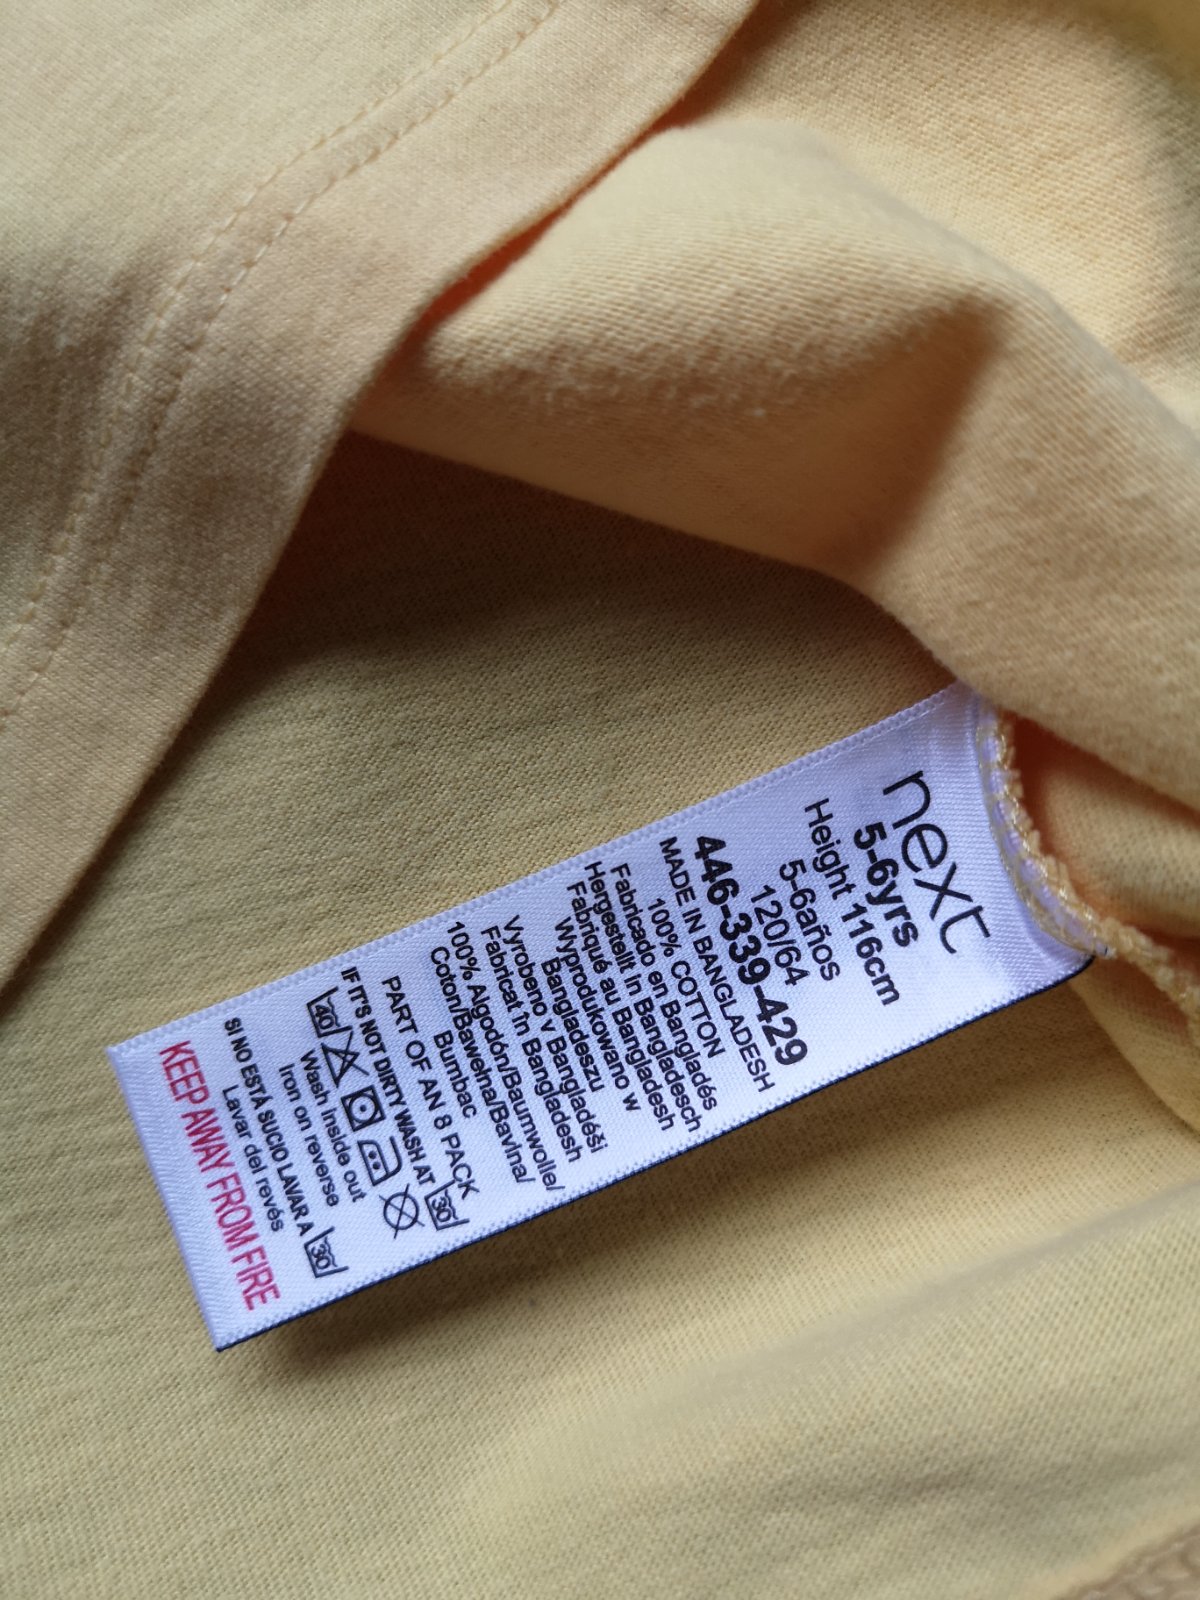 next
5-6yrs
Height 116cm
5-6años
120/64
446-339-429
MADE IN BANGLADESH
100% COTTON
Fabricado en Bangladés
Hergestellt in Bangladesch
Fabriqué au Bangladesh
Wyprodukowano w
Bangladeszu
Vyrobeno v Bangladéši
Fabricat în Bangladesh
100% Algodón/Baumwolle/
Coton/Bawełna/Bavlna/
Bumbac
PART OF AN 8 PACK
IF IT'S NOT DIRTY WASH AT 30
40
Iron on reverse
Wash inside out
SI NO ESTÁ SUCIO LAVAR A 30
Lavar del revés
KEEP AWAY FROM FIRE